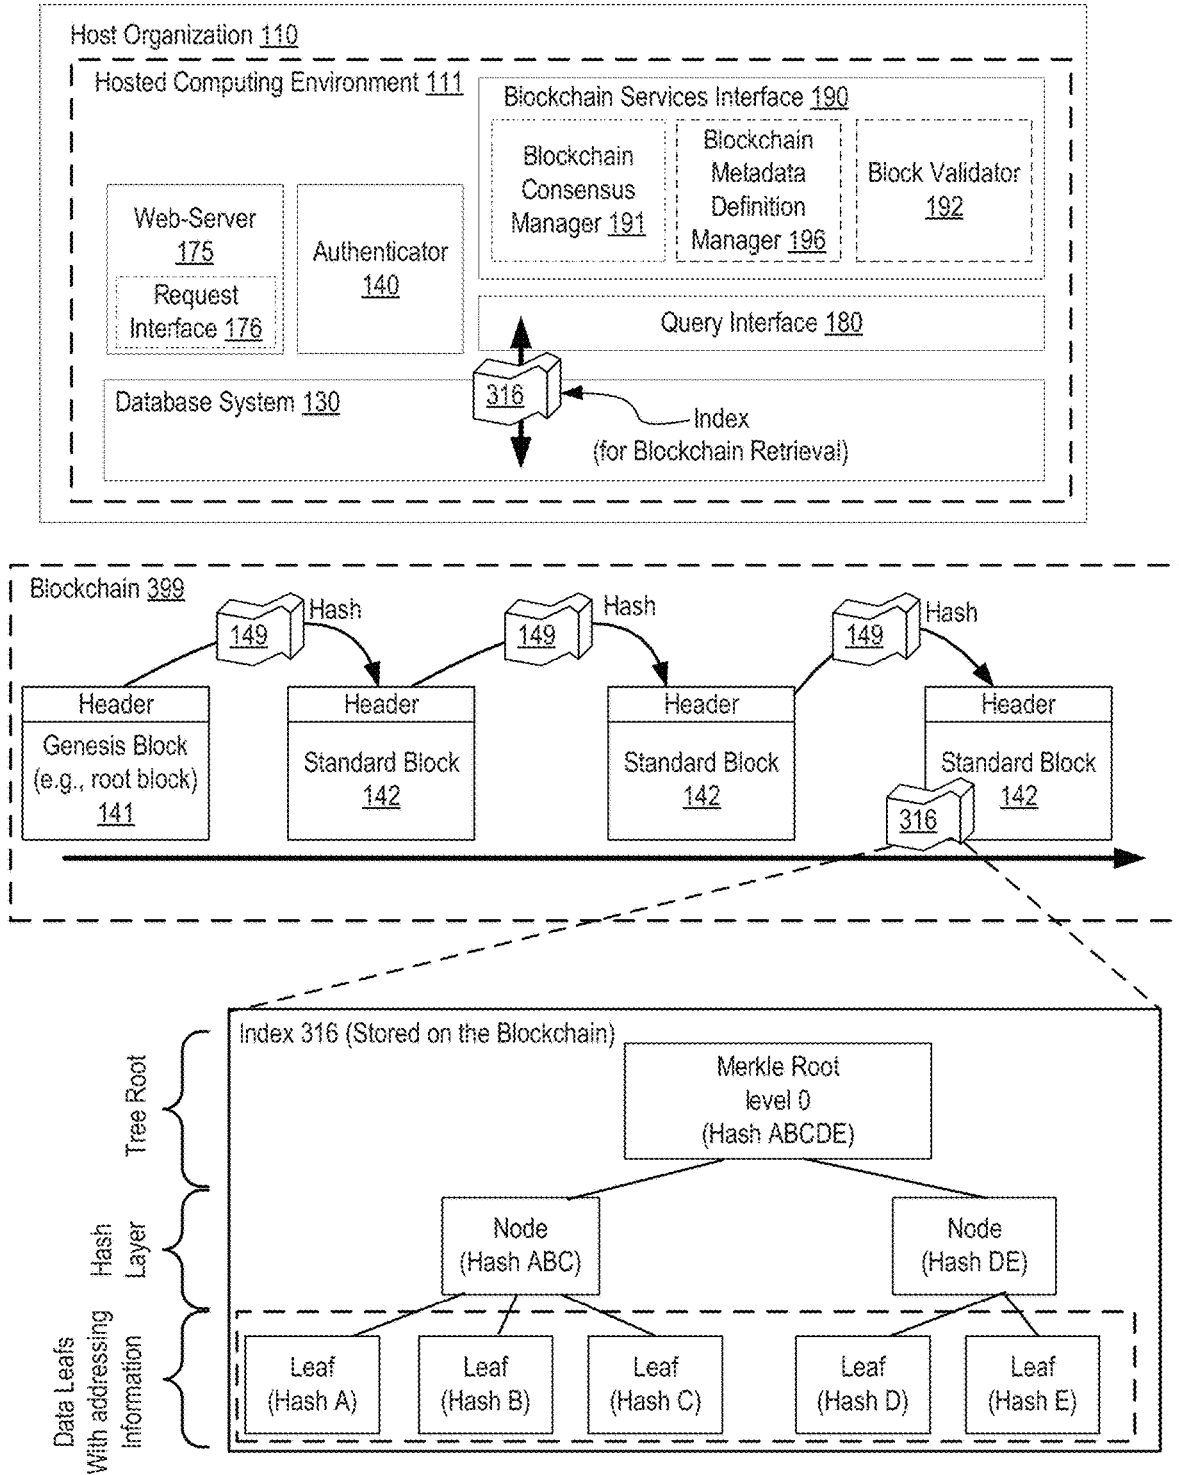 Host Organization 110
Hosted Computing Environment 111
Blockchain Services Interface 190
Blockchain
Consensus
Manager 191
Blockchain
Metadata
Definition
Manager 196
Block Validator
192
Web-Server
175
Request
Interface 176
Authenticator
140
Query Interface 180
Database System 130
316
Index
(for Blockchain Retrieval)
Blockchain 399
149
Hash
149
Hash
149
Hash
Header
Genesis Block
(e.g., root block)
141
Header
Standard Block
142
Header
Standard Block
142
Header
Standard Block
142
316
Index 316 (Stored on the Blockchain)
Tree Root
Merkle Root
level 0
(Hash ABCDE)
Hash
Layer
Node
(Hash ABC)
Node
(Hash DE)
Data Leafs
With addressing
Information
Leaf
(Hash A)
Leaf
(Hash B)
Leaf
(Hash C)
Leaf
(Hash D)
Leaf
(Hash E)